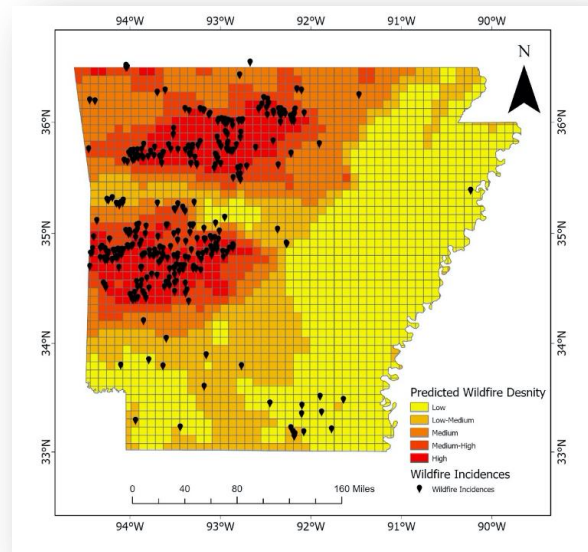 94°W 93°W 92°W 91°W 90°W
N
36°N 36°N
35°N 35°N
34°N 34°N
33°N 33°N
Predicted Wildfire Desnity
Low
Low-Medium
Medium
Medium-High
High
Wildfire Incidences
Wildfire Incidences
0 40 80 160 Miles
94°W 93°W 92°W 91°W 90°W